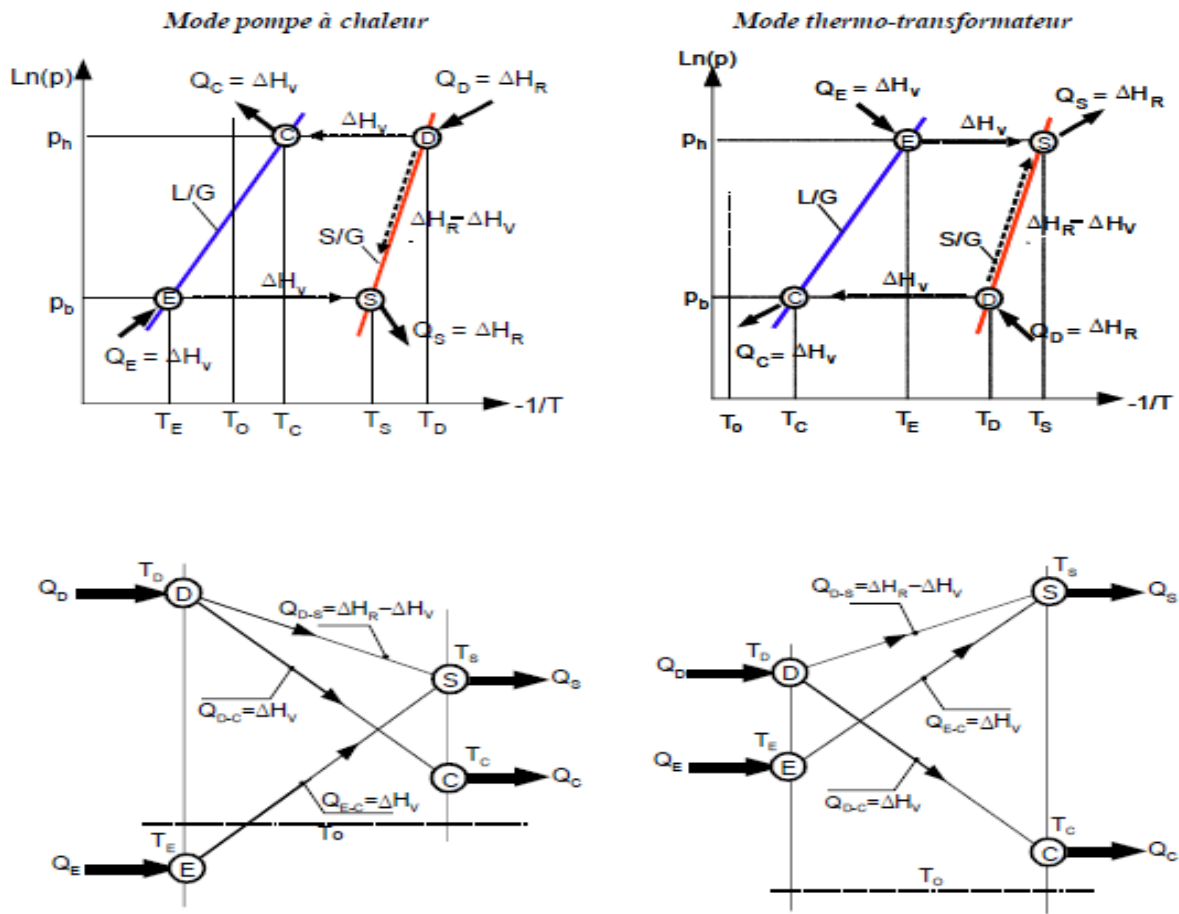 Mode pompe à chaleur
Ln(p)
Q_C = ΔH_v
Q_D = ΔH_R
ΔH_v
C
D
p_h
L/G
S/G
ΔH_R – ΔH_V
ΔH_v
p_b
E
S
Q_E = ΔH_v
Q_S = ΔH_R
-1/T
T_E
T_O
T_C
T_S
T_D
Mode thermo-transformateur
Ln(p)
Q_E = ΔH_v
Q_S = ΔH_R
ΔH_v
E
S
p_h
L/G
S/G
ΔH_R – ΔH_V
ΔH_v
p_b
C
D
Q_C = ΔH_v
Q_D = ΔH_R
-1/T
T_o
T_C
T_E
T_D
T_S
Q_D
T_D
D
Q_D-S=ΔH_R–ΔH_V
T_S
S
Q_S
Q_D-C=ΔH_V
T_C
C
Q_C
Q_E-C=ΔH_V
To
T_E
Q_E
E
T_S
Q_D-S=ΔH_R–ΔH_V
S
Q_S
T_D
Q_D
D
Q_E-C=ΔH_V
T_E
Q_E
E
Q_D-C=ΔH_V
T_C
C
Q_C
T_O